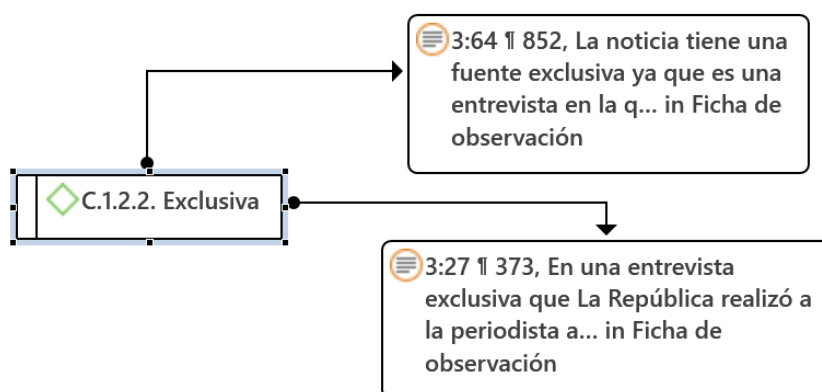 3:64 ¶ 852, La noticia tiene una
fuente exclusiva ya que es una
entrevista en la q... in Ficha de
observación
C.1.2.2. Exclusiva
3:27 ¶ 373, En una entrevista
exclusiva que La República realizó a
la periodista a... in Ficha de
observación